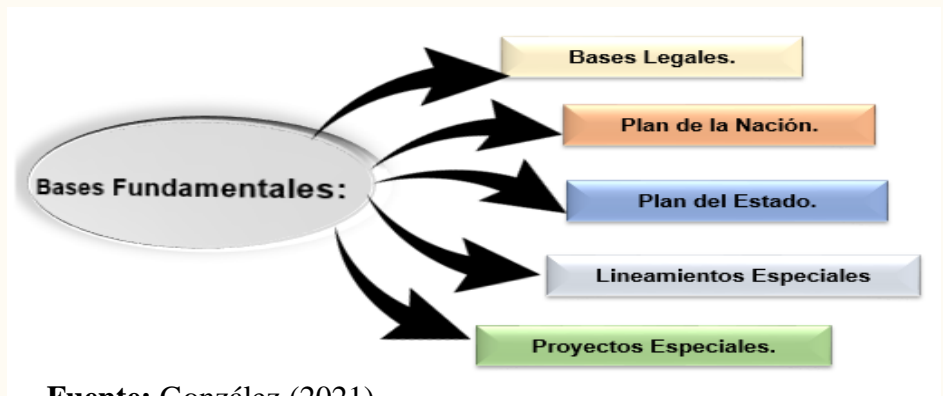 Bases Legales.
Plan de la Nación.
Plan del Estado.
Bases Fundamentales:
Lineamientos Especiales
Proyectos Especiales.
Fuente: González (2021)